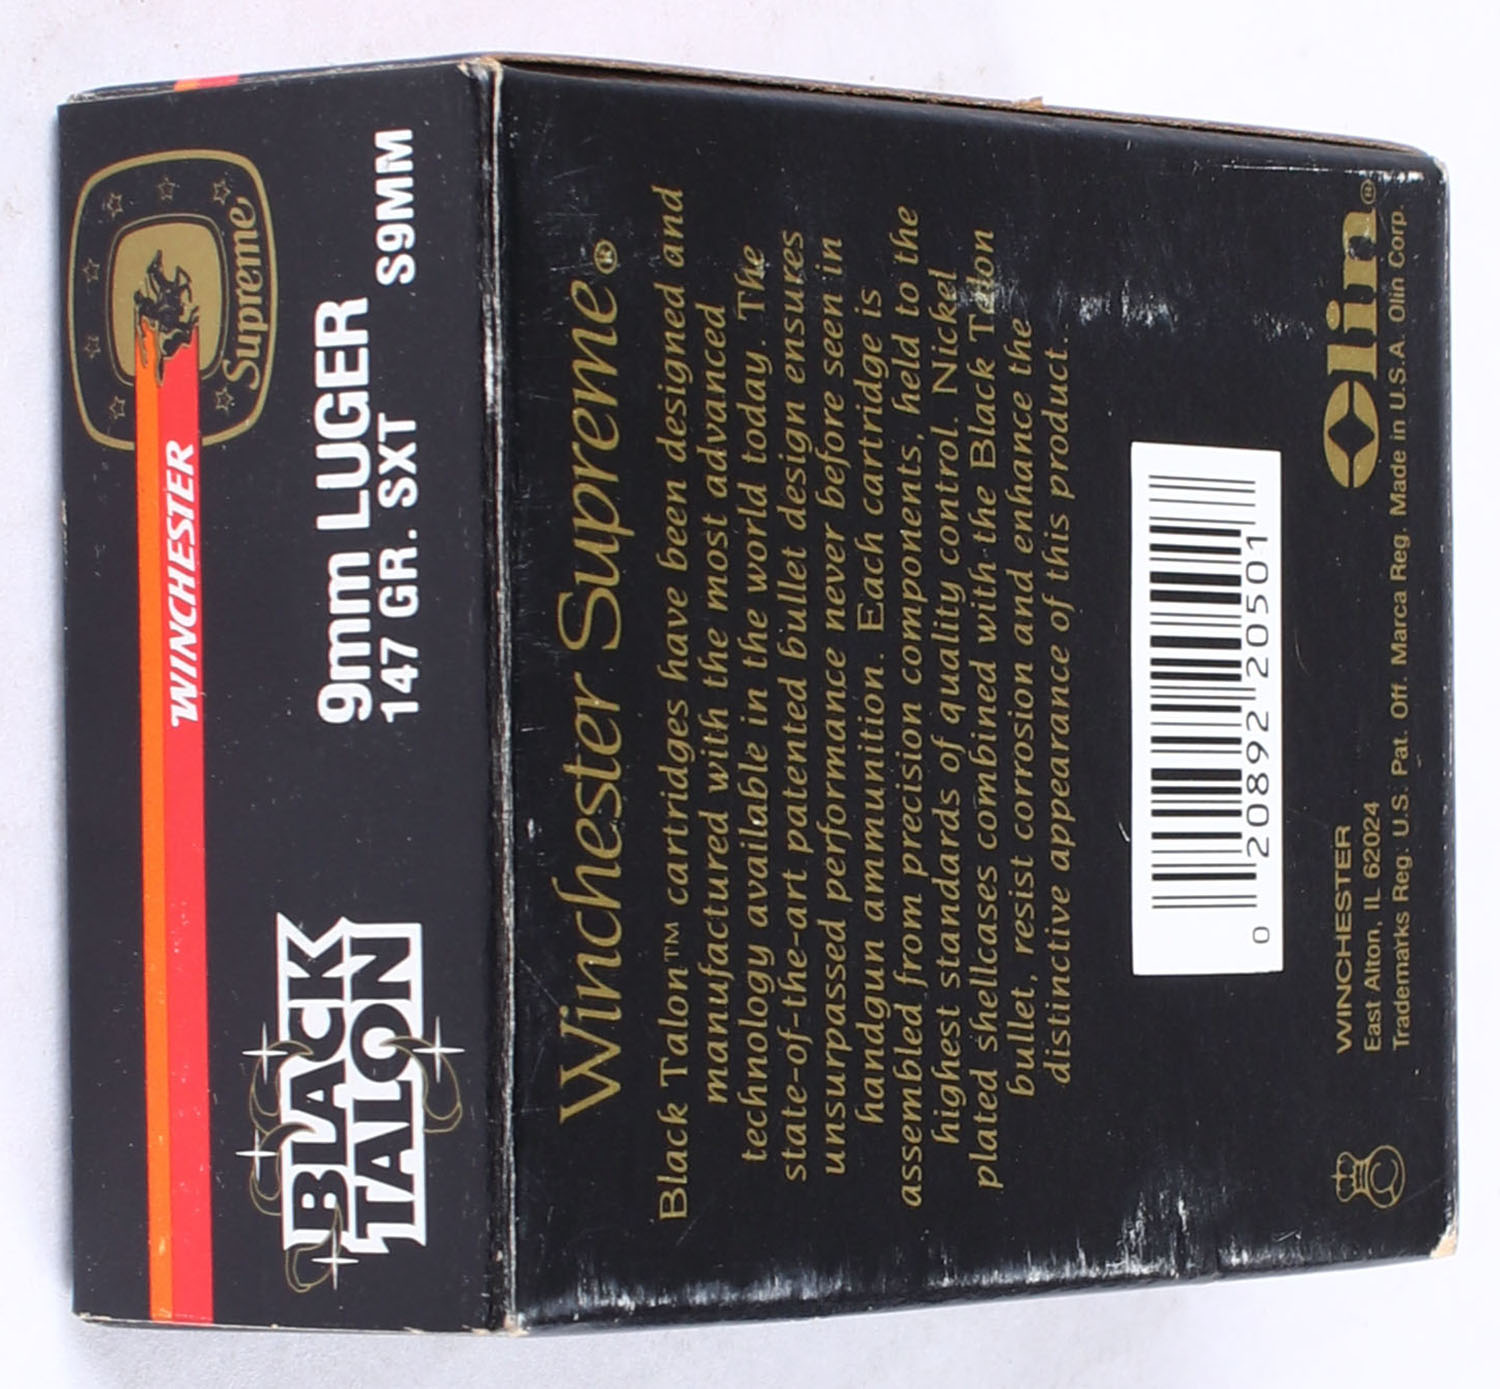 WINCHESTER
Supreme
9mm LUGER
147 GR. SXT S9MM
BLACK
TALON
Winchester Supreme®
Black Talon™ cartridges have been designed and
manufactured with the most advanced
technology available in the world today. The
state-of-the-art patented bullet design ensures
unsurpassed performance never before seen in
handgun ammunition. Each cartridge is
assembled from precision components, held to the
highest standards of quality control. Nickel
plated shellcases combined with the Black Talon
bullet, resist corrosion and enhance the
distinctive appearance of this product.
0 20892 20501
WINCHESTER
East Alton, IL 62024
Trademarks Reg. U.S. Pat. Off. Marca Reg. Made in U.S.A. Olin Corp.
Olin®